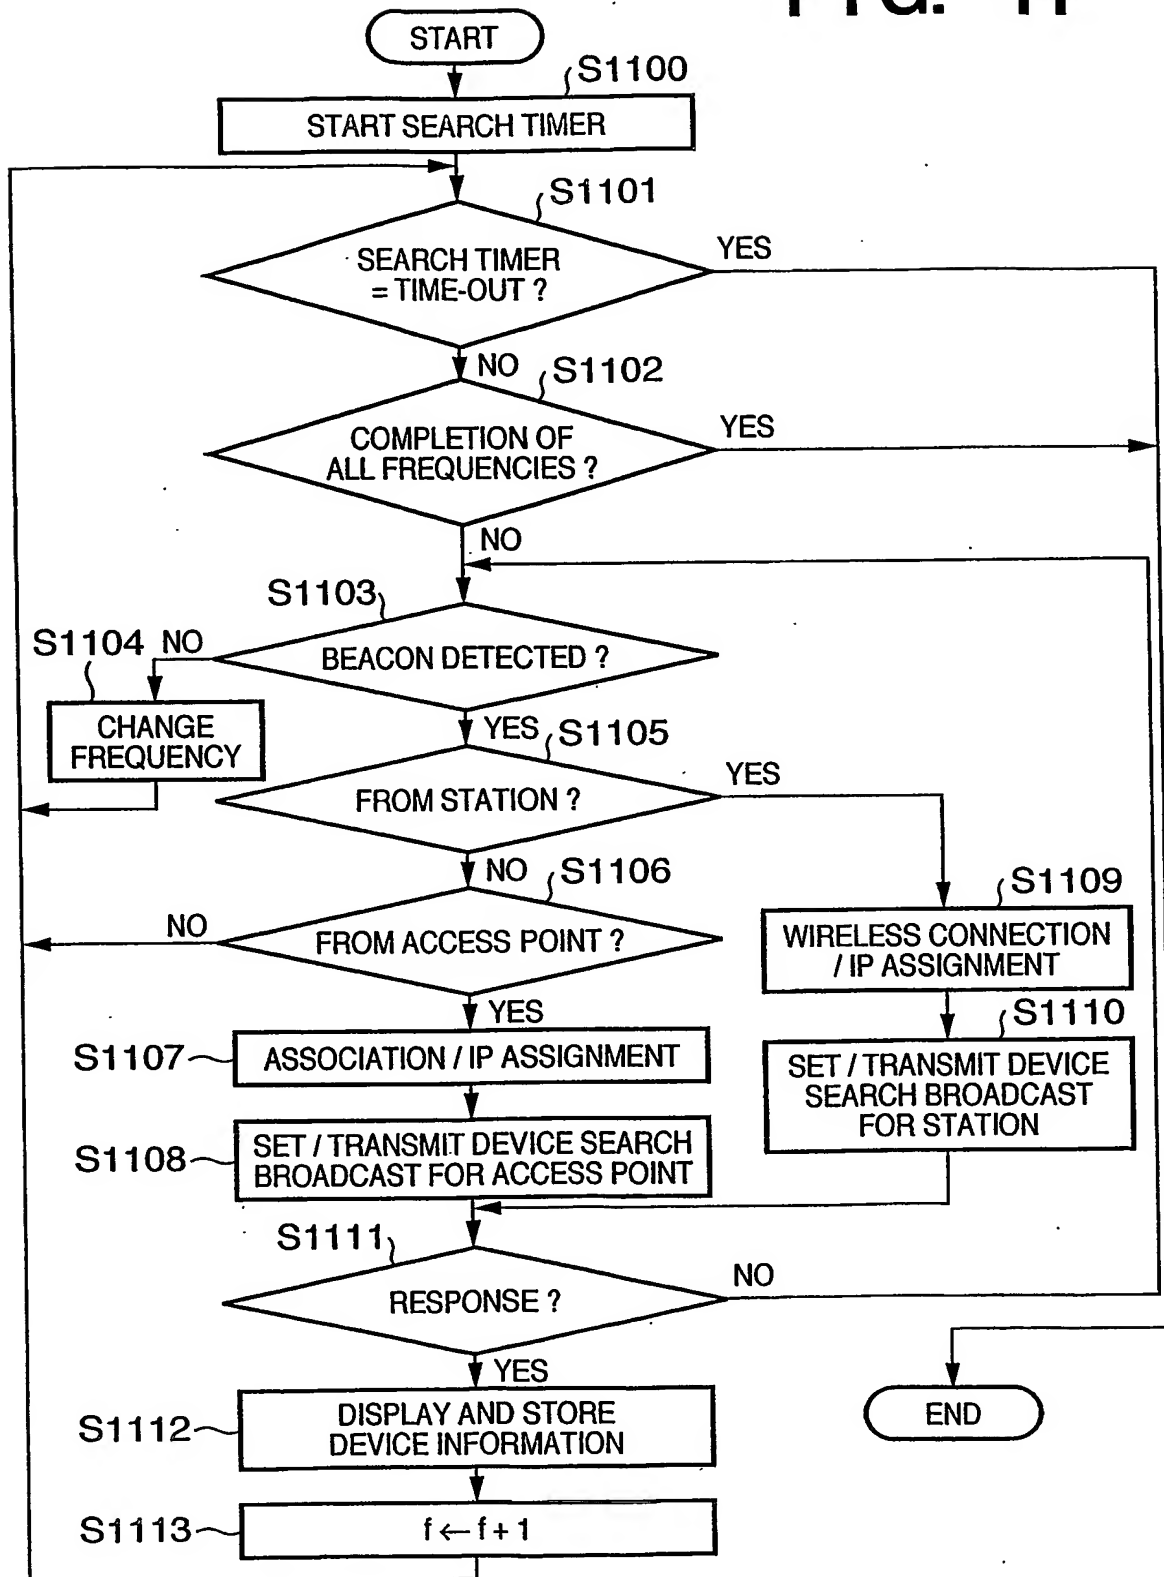 START
S1100
START SEARCH TIMER
S1101
SEARCH TIMER
= TIME-OUT ?
YES
NO
S1102
COMPLETION OF
ALL FREQUENCIES ?
YES
NO
S1103
BEACON DETECTED ?
NO
S1104
CHANGE
FREQUENCY
YES
S1105
FROM STATION ?
YES
NO
S1106
FROM ACCESS POINT ?
NO
YES
S1109
WIRELESS CONNECTION
/ IP ASSIGNMENT
S1107
ASSOCIATION / IP ASSIGNMENT
S1110
SET / TRANSMIT DEVICE
SEARCH BROADCAST
FOR STATION
S1108
SET / TRANSMIT DEVICE SEARCH
BROADCAST FOR ACCESS POINT
S1111
RESPONSE ?
NO
YES
S1112
DISPLAY AND STORE
DEVICE INFORMATION
END
S1113
f ← f + 1